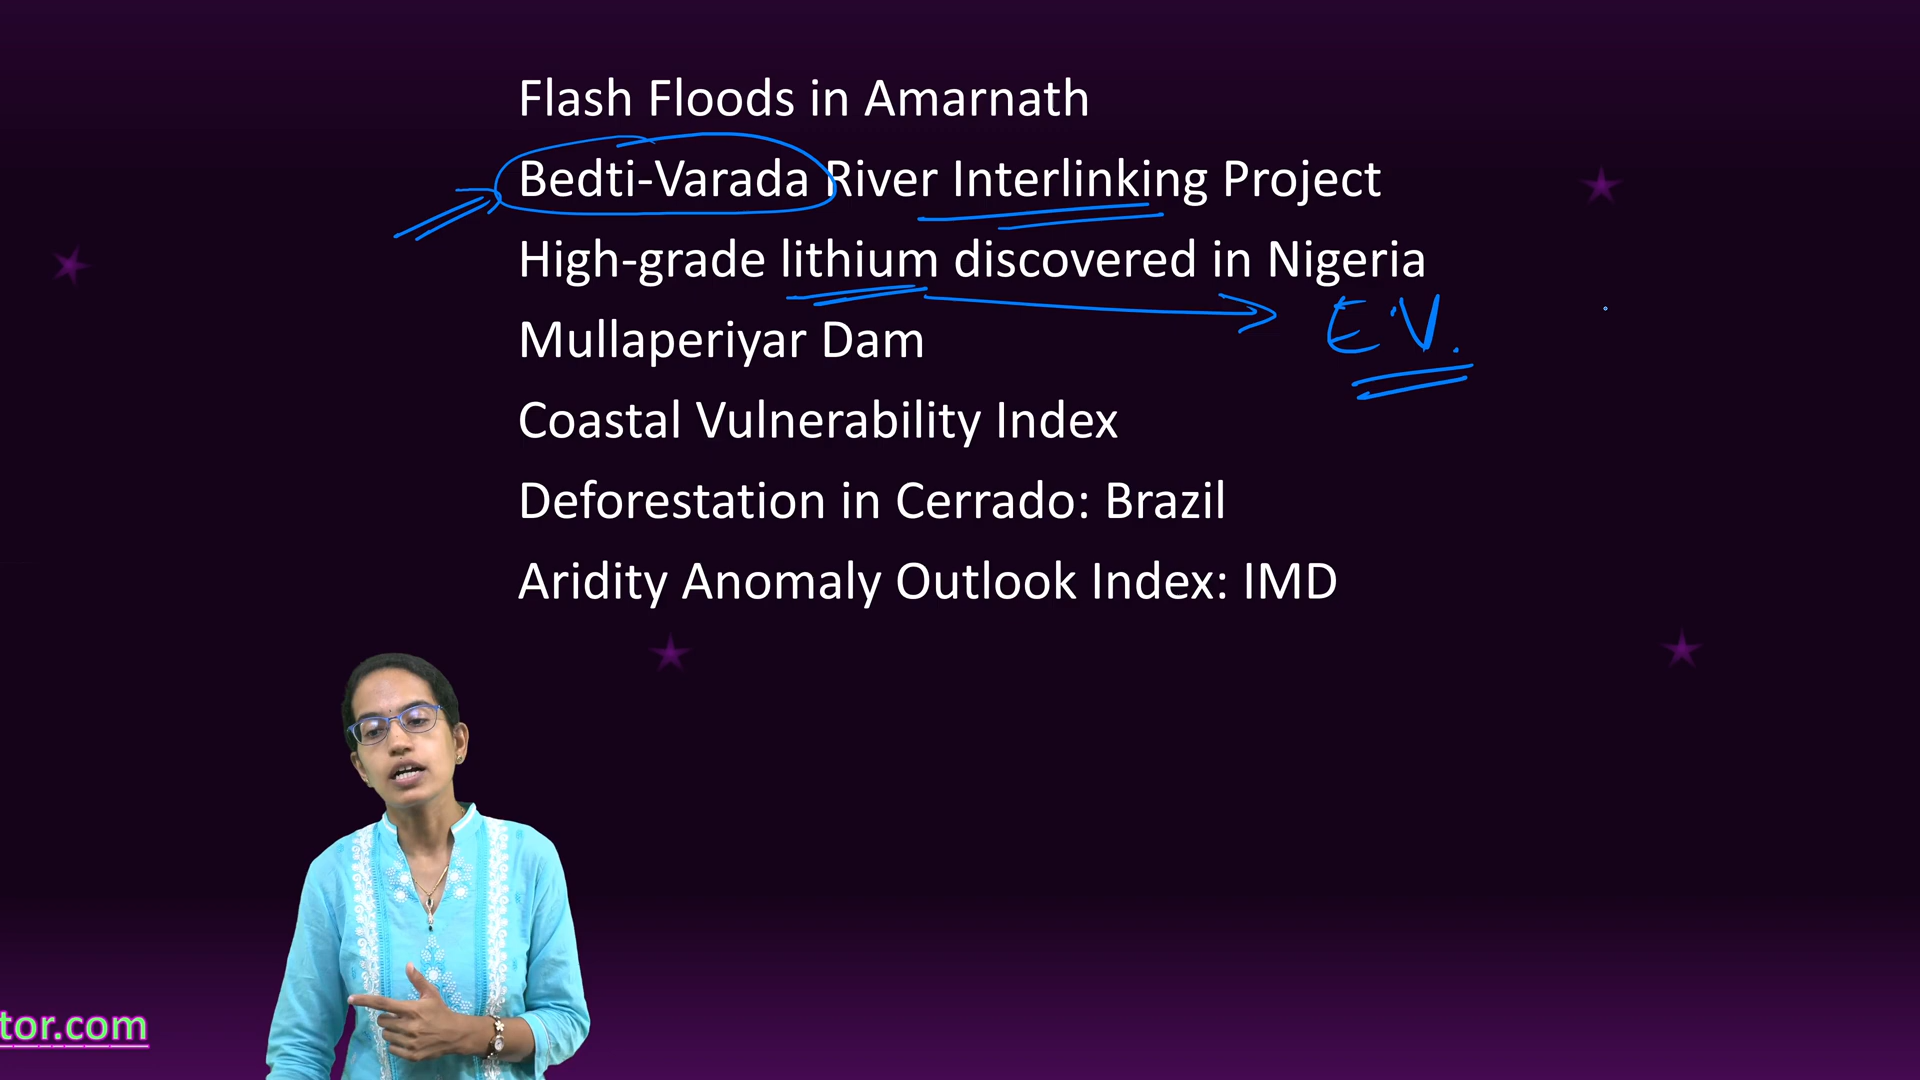 Flash Floods in Amarnath
Bedti-Varada River Interlinking Project
High-grade lithium discovered in Nigeria
E.V.
Mullaperiyar Dam
Coastal Vulnerability Index
Deforestation in Cerrado: Brazil
Aridity Anomaly Outlook Index: IMD
tor.com